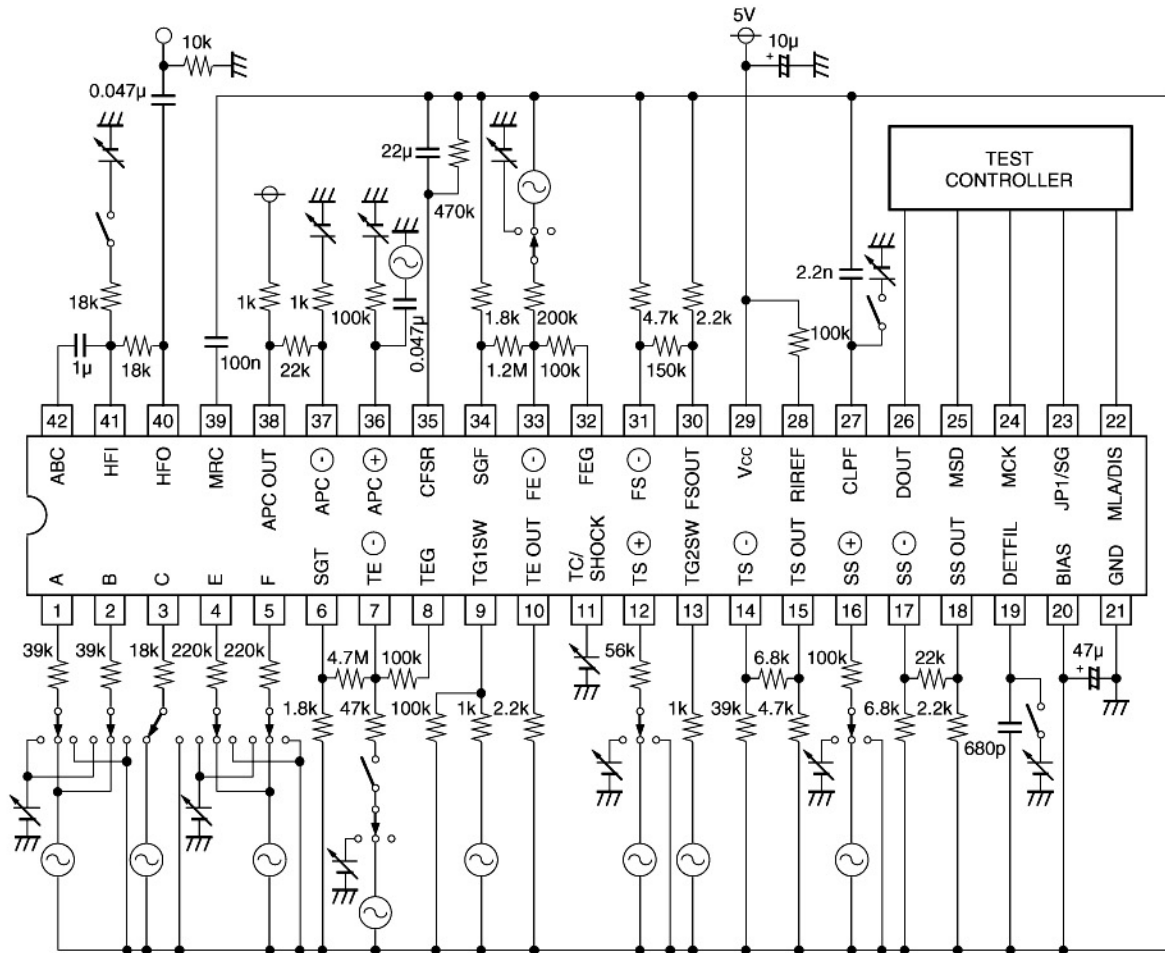 5V
10k
10μ
+
0.047μ
22μ
470k
TEST
CONTROLLER
2.2n
18k
1k
1k
100k
0.047μ
1.8k
200k
4.7k
2.2k
100k
1μ
18k
100n
22k
1.2M
100k
150k
42 41 40 39 38 37 36 35 34 33 32 31 30 29 28 27 26 25 24 23 22
ABC HFI HFO MRC APC OUT APC - APC + CFSR SGF FE - FEG FS - FSOUT Vcc RIREF CLPF DOUT MSD MCK JP1/SG MLA/DIS
A B C E F SGT TE - TEG TG1SW TE OUT TC/SHOCK TS + TG2SW TS - TS OUT SS + SS - SS OUT DETFIL BIAS GND
1 2 3 4 5 6 7 8 9 10 11 12 13 14 15 16 17 18 19 20 21
39k 39k 18k 220k 220k
4.7M 100k
56k
6.8k
100k
22k
47μ
+
1.8k 47k 100k 1k 2.2k
1k 39k 4.7k
6.8k 2.2k
680p